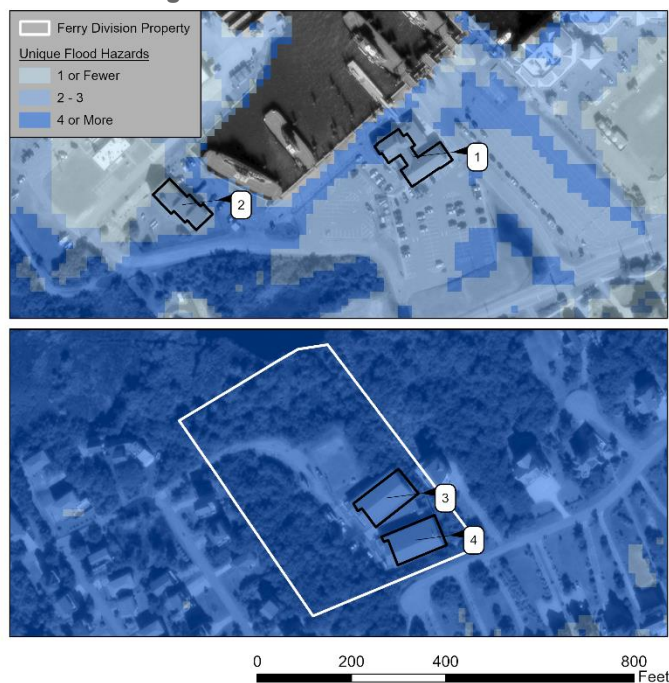 Ferry Division Property
Unique Flood Hazards
1 or Fewer
2 - 3
4 or More
1
2
3
4
0 200 400 600 800
Feet